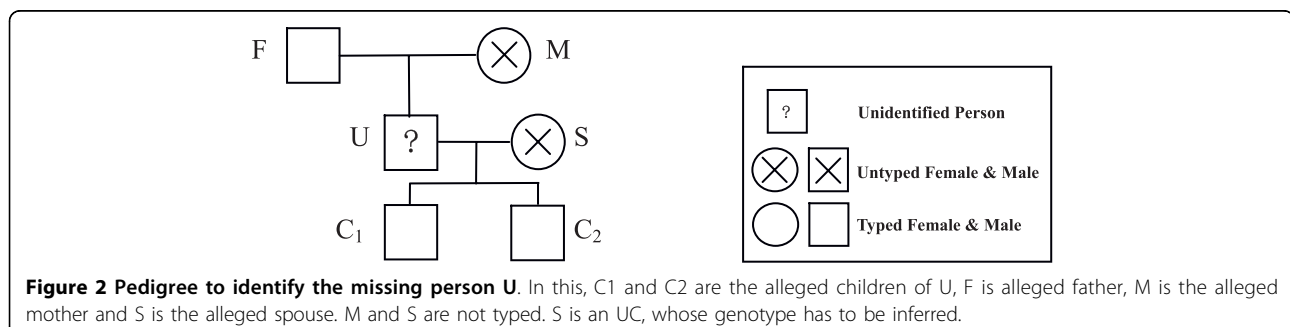 F
M
U
?
S
C1
C2
?
Unidentified Person
Untyped Female & Male
Typed Female & Male
Figure 2 Pedigree to identify the missing person U. In this, C1 and C2 are the alleged children of U, F is alleged father, M is the alleged
mother and S is the alleged spouse. M and S are not typed. S is an UC, whose genotype has to be inferred.